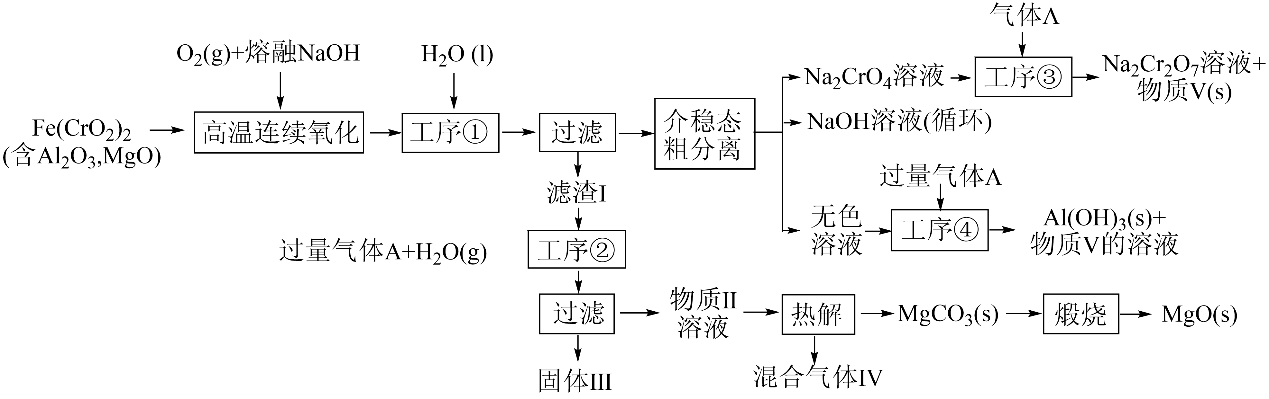 气体A
O₂(g)+熔融NaOH
H₂O (l)
Na₂CrO₄溶液
工序③
Na₂Cr₂O₇溶液+
物质V(s)
Fe(CrO₂)₂
(含Al₂O₃,MgO)
高温连续氧化
工序①
过滤
介稳态
粗分离
NaOH溶液(循环)
滤渣I
过量气体A
无色
溶液
工序④
Al(OH)₃(s)+
物质V的溶液
过量气体A+H₂O(g)
工序②
过滤
物质II
溶液
热解
MgCO₃(s)
煅烧
MgO(s)
固体III
混合气体IV